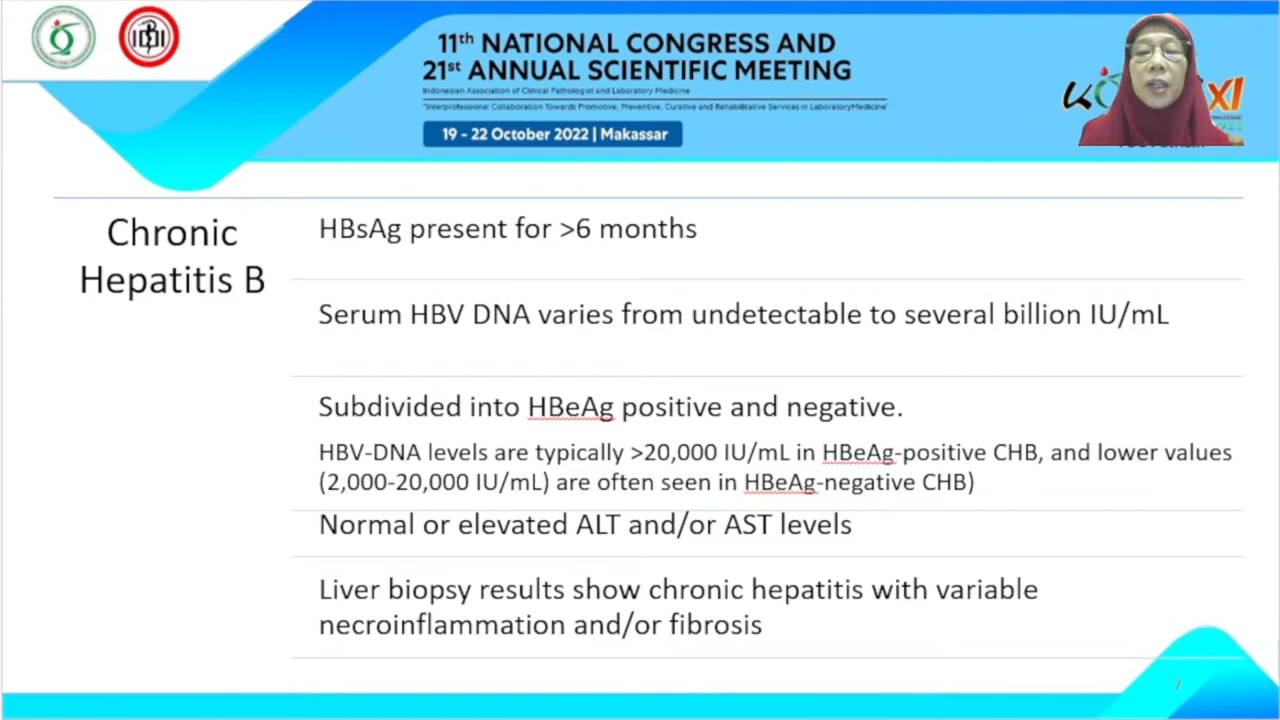 11th NATIONAL CONGRESS AND
21st ANNUAL SCIENTIFIC MEETING
Indonesian Association of Clinical Pathologist and Laboratory Medicine
"Interprofessional Collaboration Towards Promotive, Preventive, Curative and Rehabilitative Services in LaboratoryMedicine"
19 - 22 October 2022 | Makassar
XI
Chronic
Hepatitis B
HBsAg present for >6 months
Serum HBV DNA varies from undetectable to several billion IU/mL
Subdivided into HBeAg positive and negative.
HBV-DNA levels are typically >20,000 IU/mL in HBeAg-positive CHB, and lower values
(2,000-20,000 IU/mL) are often seen in HBeAg-negative CHB)
Normal or elevated ALT and/or AST levels
Liver biopsy results show chronic hepatitis with variable
necroinflammation and/or fibrosis
7